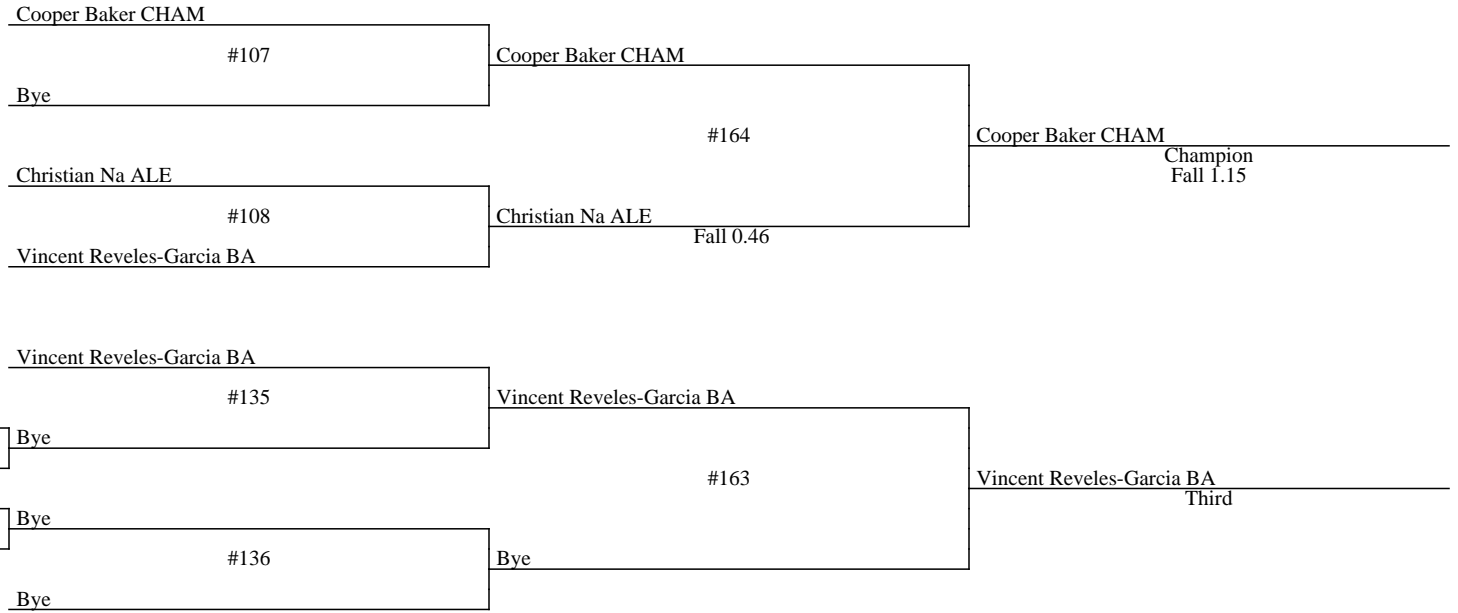 Cooper Baker CHAM
#107
Cooper Baker CHAM
Bye
#164
Cooper Baker CHAM
Champion
Fall 1.15
Christian Na ALE
#108
Christian Na ALE
Fall 0.46
Vincent Reveles-Garcia BA
Vincent Reveles-Garcia BA
#135
Vincent Reveles-Garcia BA
Bye
#163
Vincent Reveles-Garcia BA
Third
Bye
#136
Bye
Bye